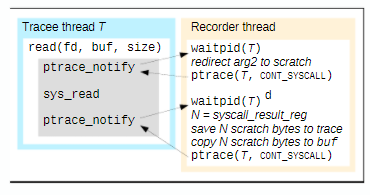 Tracee thread T
read(fd, buf, size)
ptrace_notify
sys_read
ptrace_notify
Recorder thread
waitpid(T)
redirect arg2 to scratch
ptrace(T, CONT_SYSCALL)
waitpid(T) d
N = syscall_result_reg
save N scratch bytes to trace
copy N scratch bytes to buf
ptrace(T, CONT_SYSCALL)